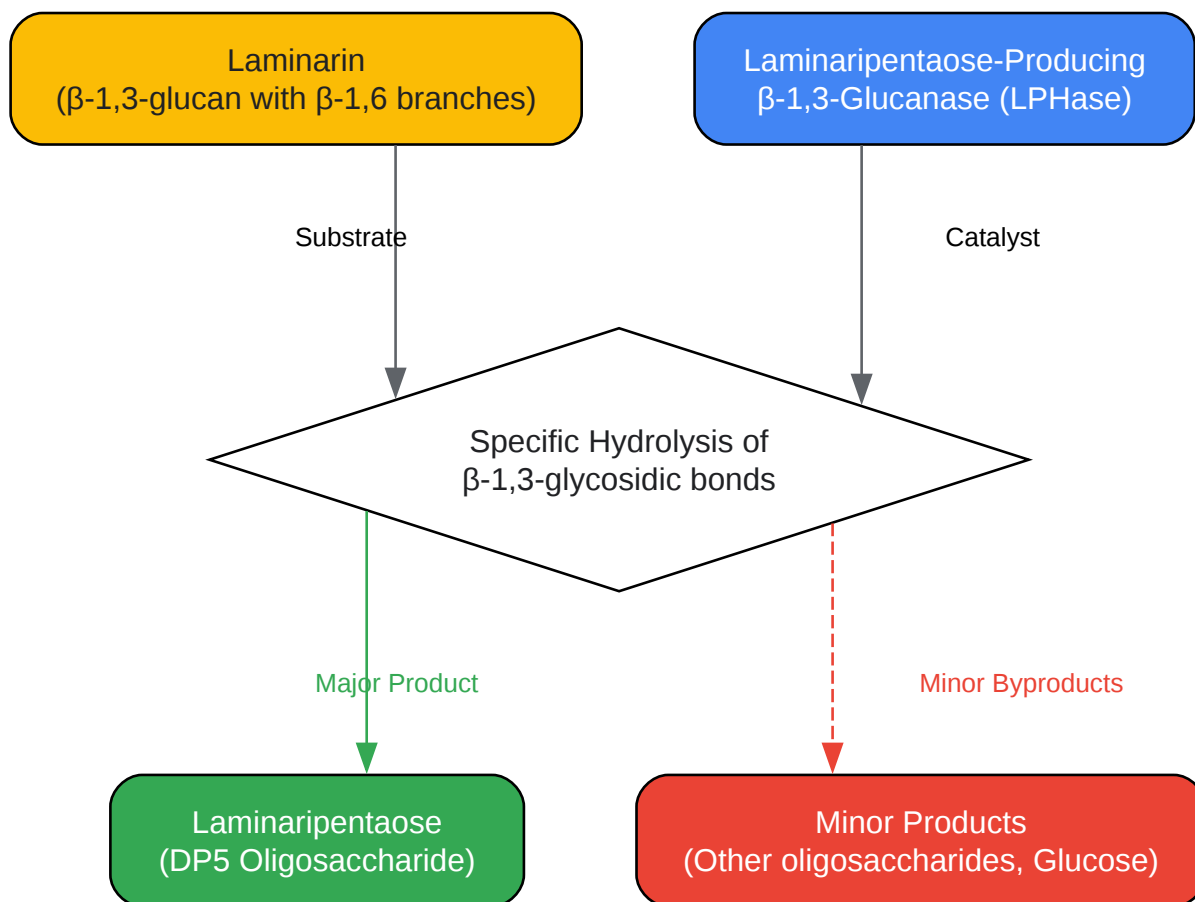 Laminarin
(β-1,3-glucan with β-1,6 branches)
Laminaripentaose-Producing
β-1,3-Glucanase (LPHase)
Substrate
Catalyst
Specific Hydrolysis of
β-1,3-glycosidic bonds
Major Product
Minor Byproducts
Laminaripentaose
(DP5 Oligosaccharide)
Minor Products
(Other oligosaccharides, Glucose)